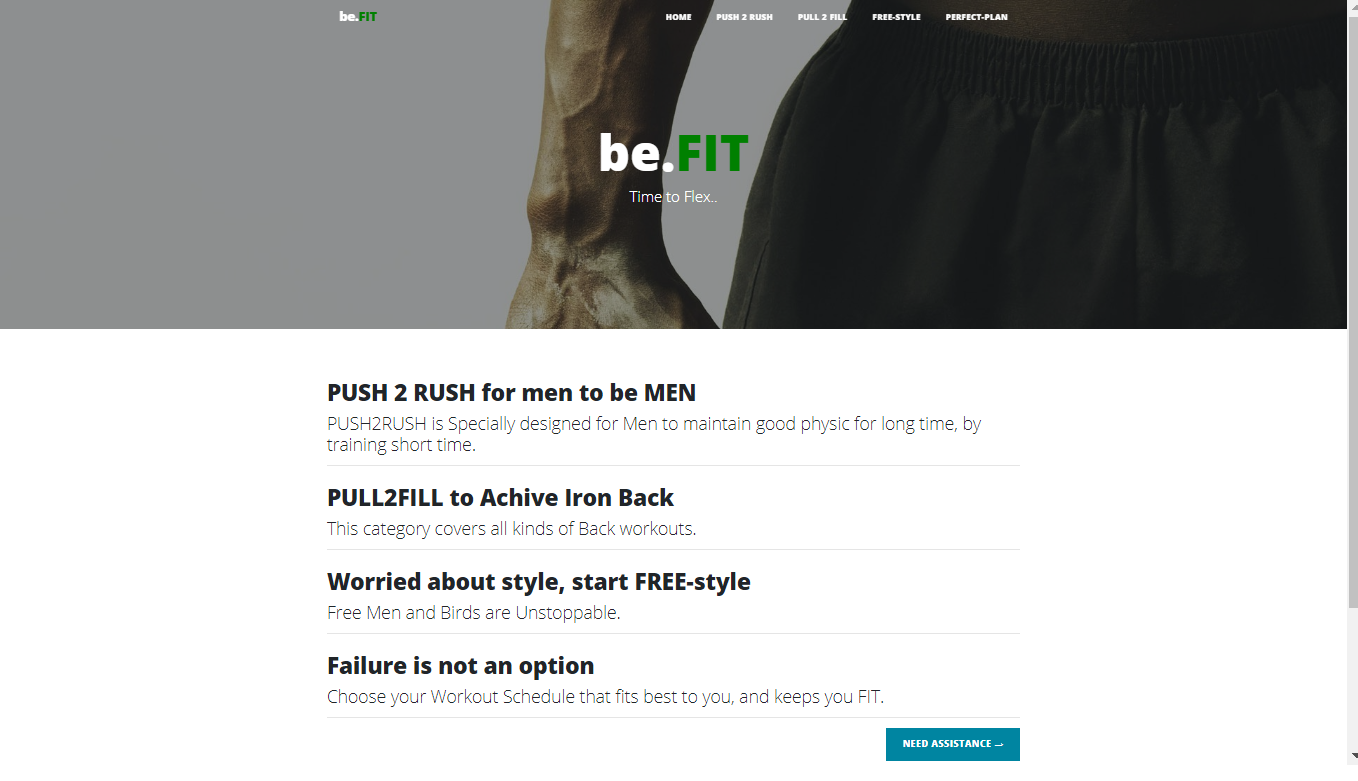 be.FIT
HOME PUSH 2 RUSH PULL 2 FILL FREE-STYLE PERFECT-PLAN
be.FIT
Time to Flex..
PUSH 2 RUSH for men to be MEN
PUSH2RUSH is Specially designed for Men to maintain good physic for long time, by
training short time.
PULL2FILL to Achive Iron Back
This category covers all kinds of Back workouts.
Worried about style, start FREE-style
Free Men and Birds are Unstoppable.
Failure is not an option
Choose your Workout Schedule that fits best to you, and keeps you FIT.
NEED ASSISTANCE →